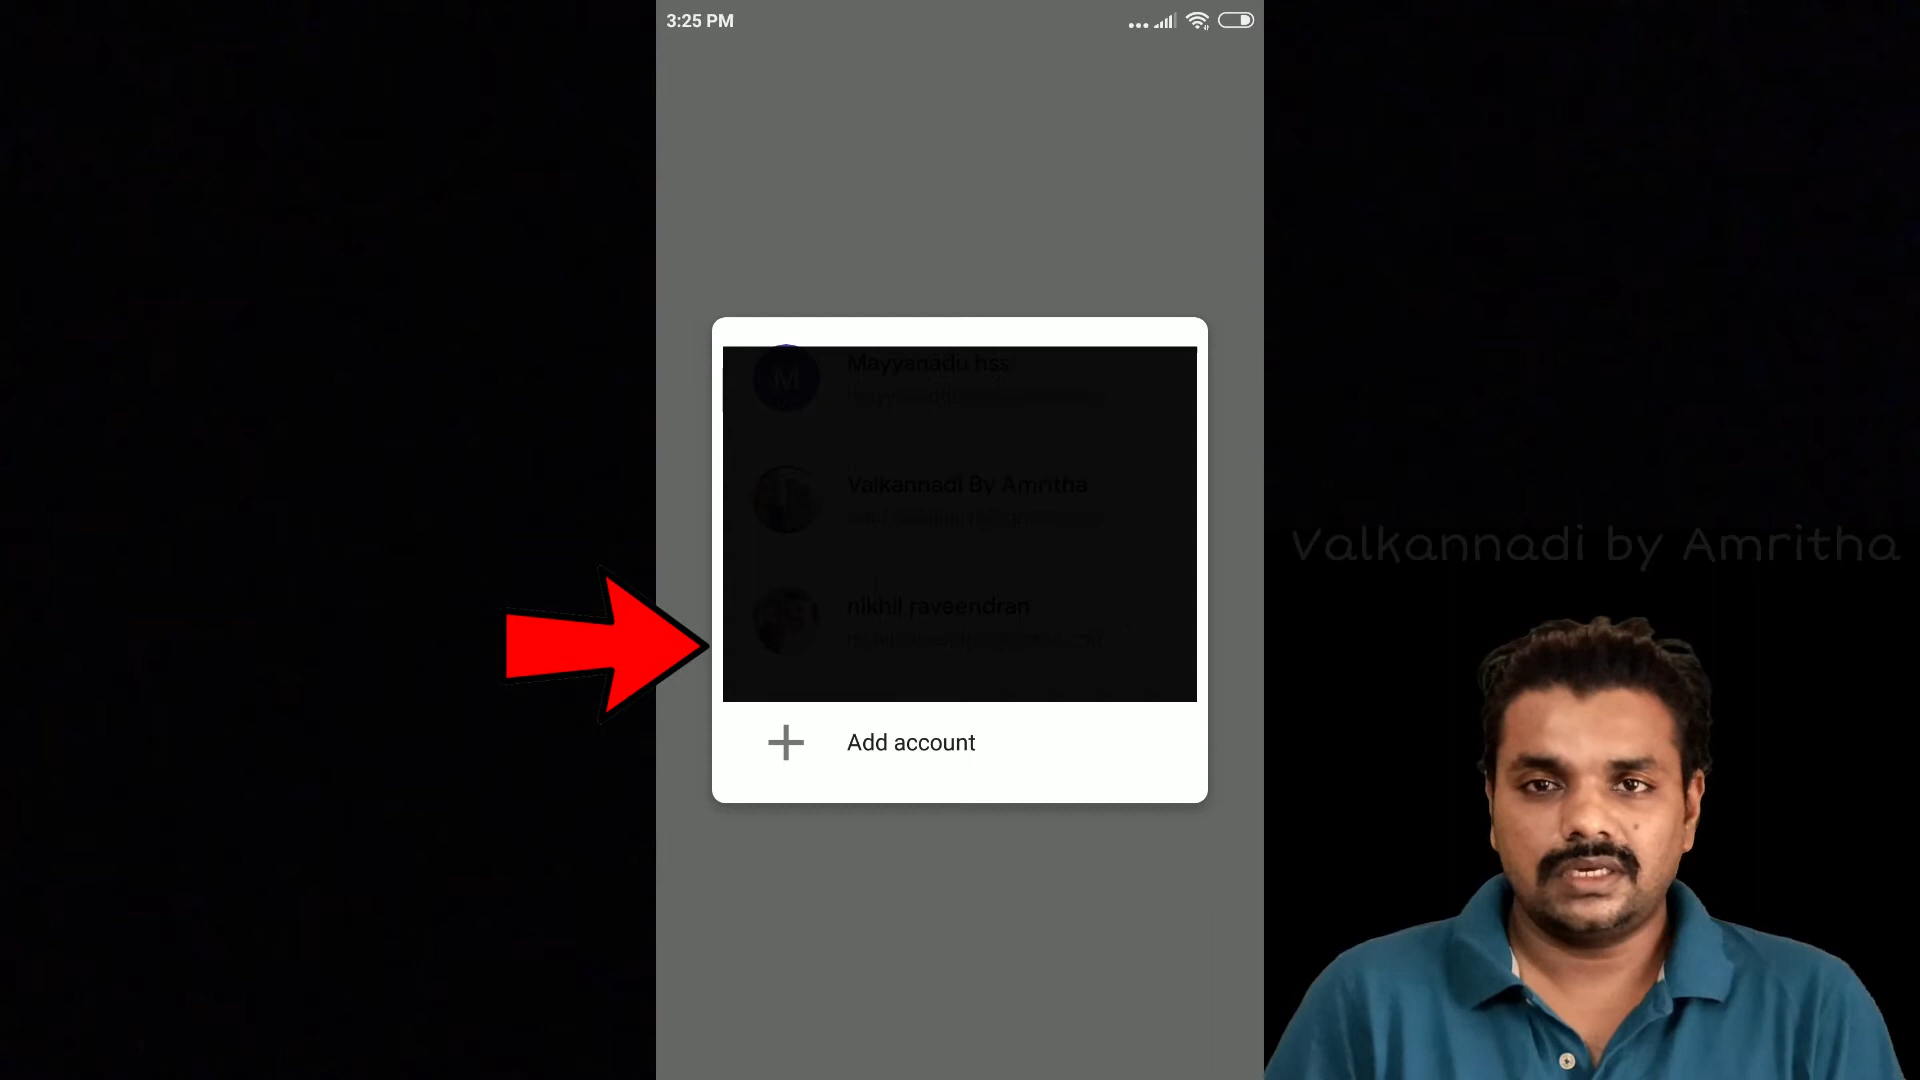 3:25 PM
M
Mayyanadu hss
Valkannadi By Amritha
nikhil raveendran
Add account
Valkannadi by Amritha